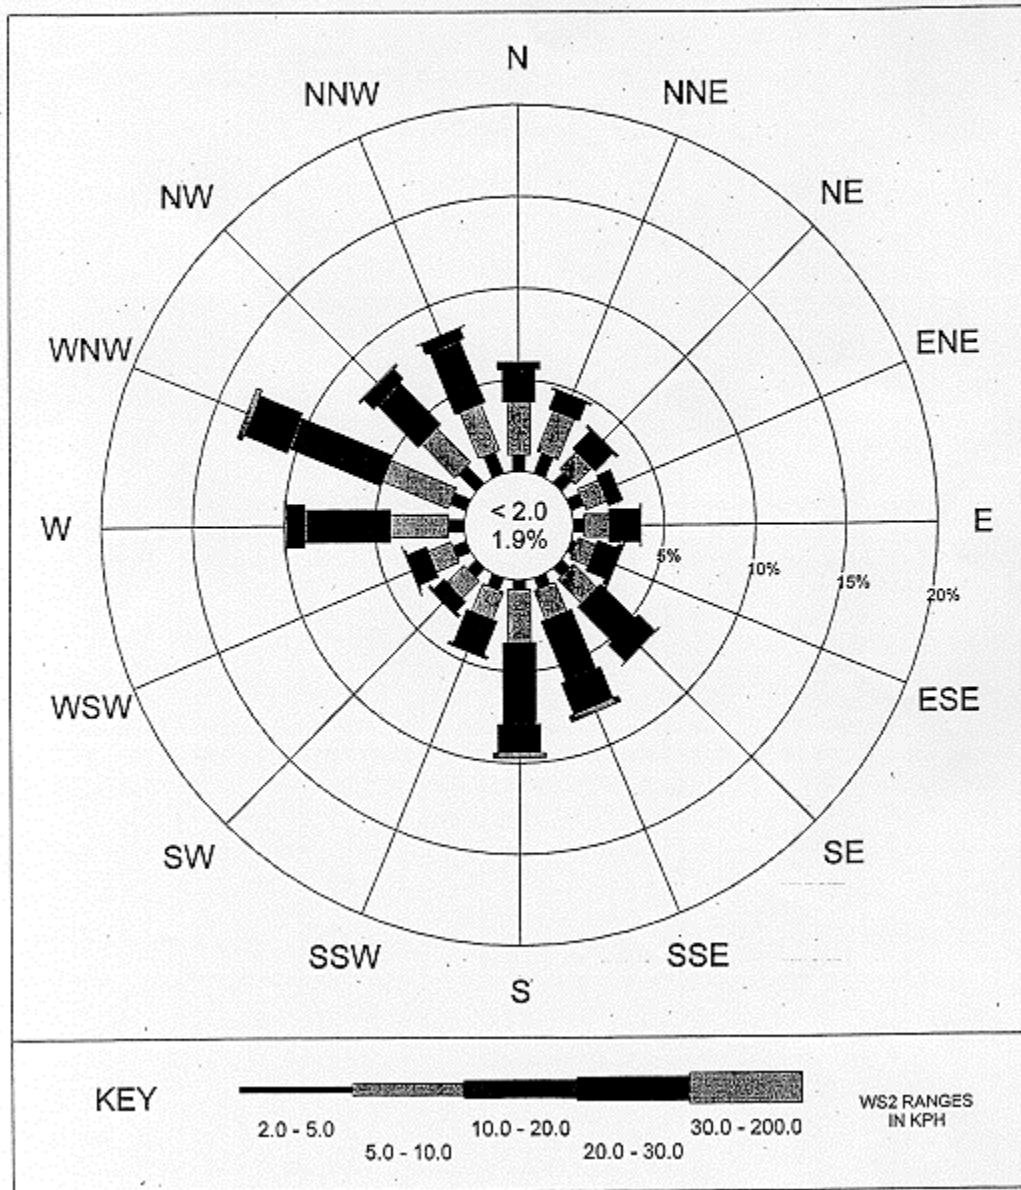 N
NNW
NNE
NW
NE
WNW
ENE
< 2.0
1.9%
W
E
5%
10%
15%
20%
WSW
ESE
SW
SE
SSW
SSE
S
KEY
2.0 - 5.0
5.0 - 10.0
10.0 - 20.0
20.0 - 30.0
30.0 - 200.0
WS2 RANGES
IN KPH